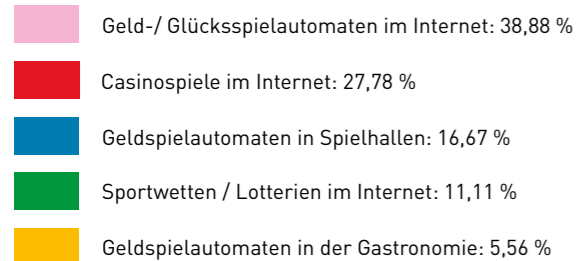 Geld-/ Glücksspielautomaten im Internet: 38,88 %
Casinospiele im Internet: 27,78 %
Geldspielautomaten in Spielhallen: 16,67 %
Sportwetten / Lotterien im Internet: 11,11 %
Geldspielautomaten in der Gastronomie: 5,56 %